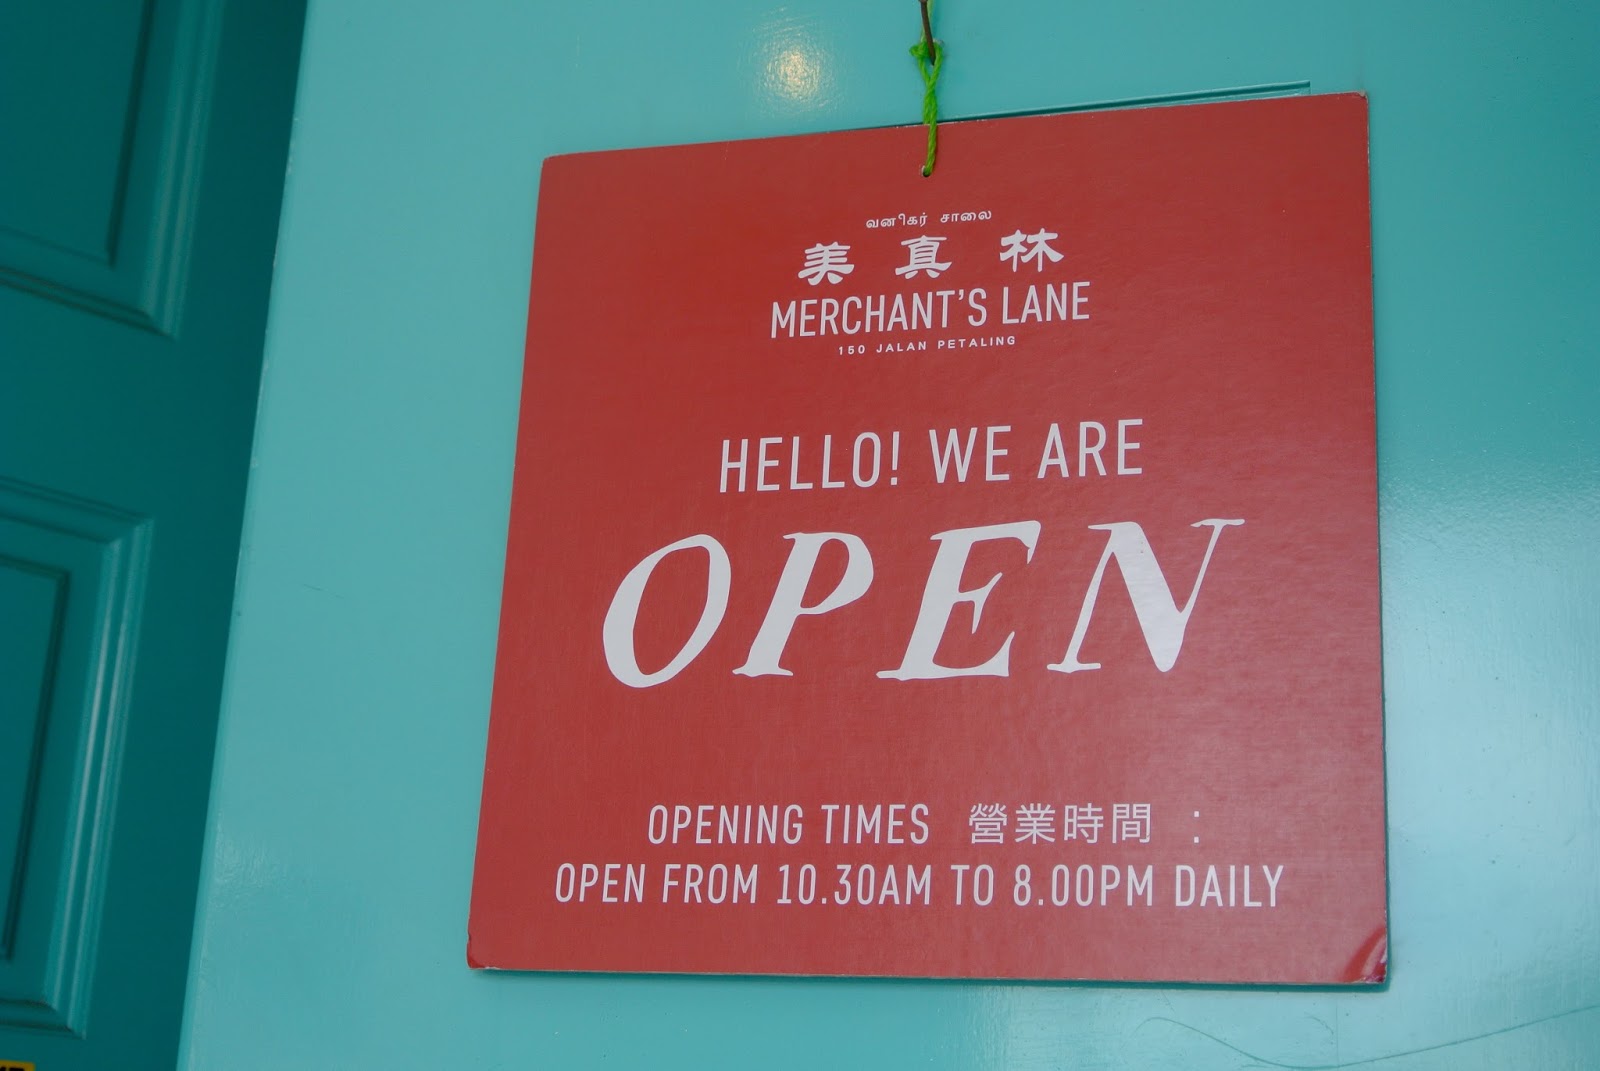 வணிகர் சாலை
美真林
MERCHANT'S LANE
150 JALAN PETALING
HELLO! WE ARE
OPEN
OPENING TIMES 營業時間 :
OPEN FROM 10.30AM TO 8.00PM DAILY